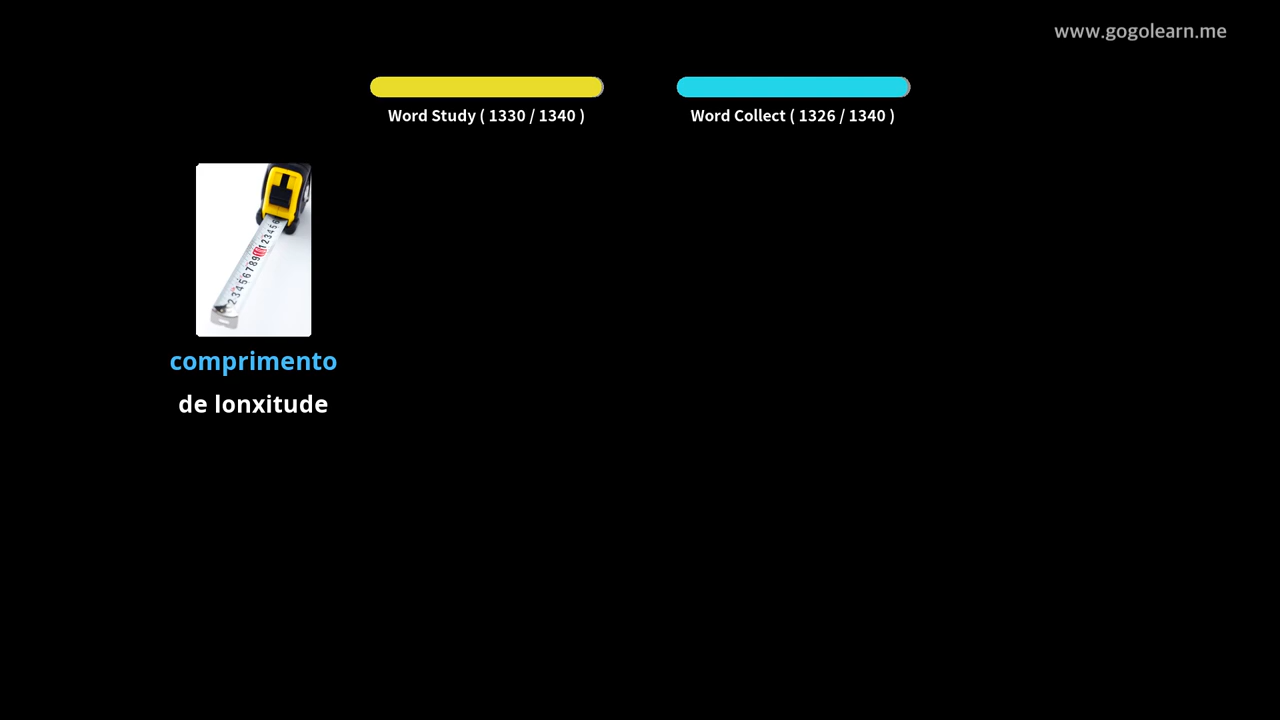 www.gogolearn.me
Word Study ( 1330 / 1340 )
Word Collect ( 1326 / 1340 )
comprimento
de lonxitude